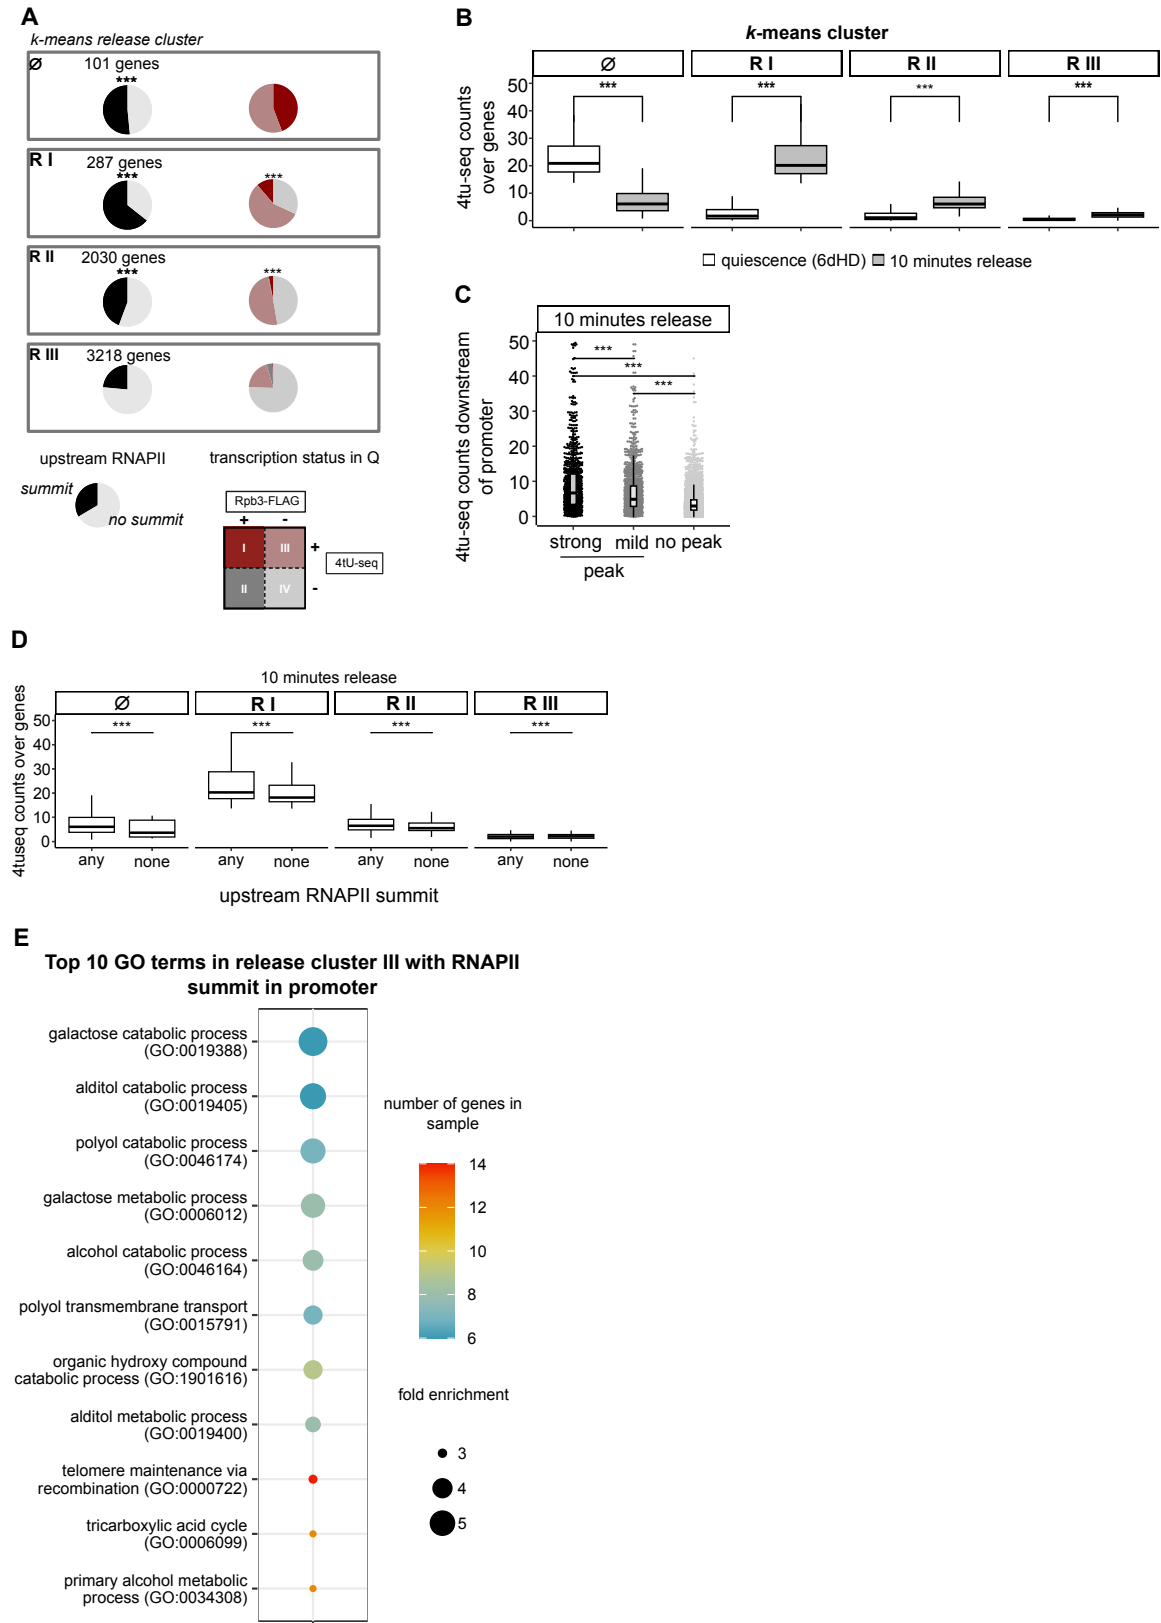 A
k-means release cluster
Ø
101 genes
***
R I
287 genes
***
***
R II
2030 genes
***
***
R III
3218 genes
upstream RNAPII
transcription status in Q
summit
no summit
Rpb3-FLAG
+ -
I III +
4tU-seq
II IV -
B
k-means cluster
Ø R I R II R III
*** *** *** ***
50
40
30
20
10
0
4tu-seq counts
over genes
quiescence (6dHD) 10 minutes release
C
10 minutes release
50
40
30
20
10
0
***
***
***
4tu-seq counts downstream
of promoter
strong mild no peak
peak
D
10 minutes release
Ø R I R II R III
*** *** *** ***
50
40
30
20
10
0
4tuseq counts over genes
any none any none any none any none
upstream RNAPII summit
E
Top 10 GO terms in release cluster III with RNAPII
summit in promoter
galactose catabolic process
(GO:0019388)
alditol catabolic process
(GO:0019405)
polyol catabolic process
(GO:0046174)
galactose metabolic process
(GO:0006012)
alcohol catabolic process
(GO:0046164)
polyol transmembrane transport
(GO:0015791)
organic hydroxy compound
catabolic process (GO:1901616)
alditol metabolic process
(GO:0019400)
telomere maintenance via
recombination (GO:0000722)
tricarboxylic acid cycle
(GO:0006099)
primary alcohol metabolic
process (GO:0034308)
number of genes in
sample
14
12
10
8
6
fold enrichment
3
4
5